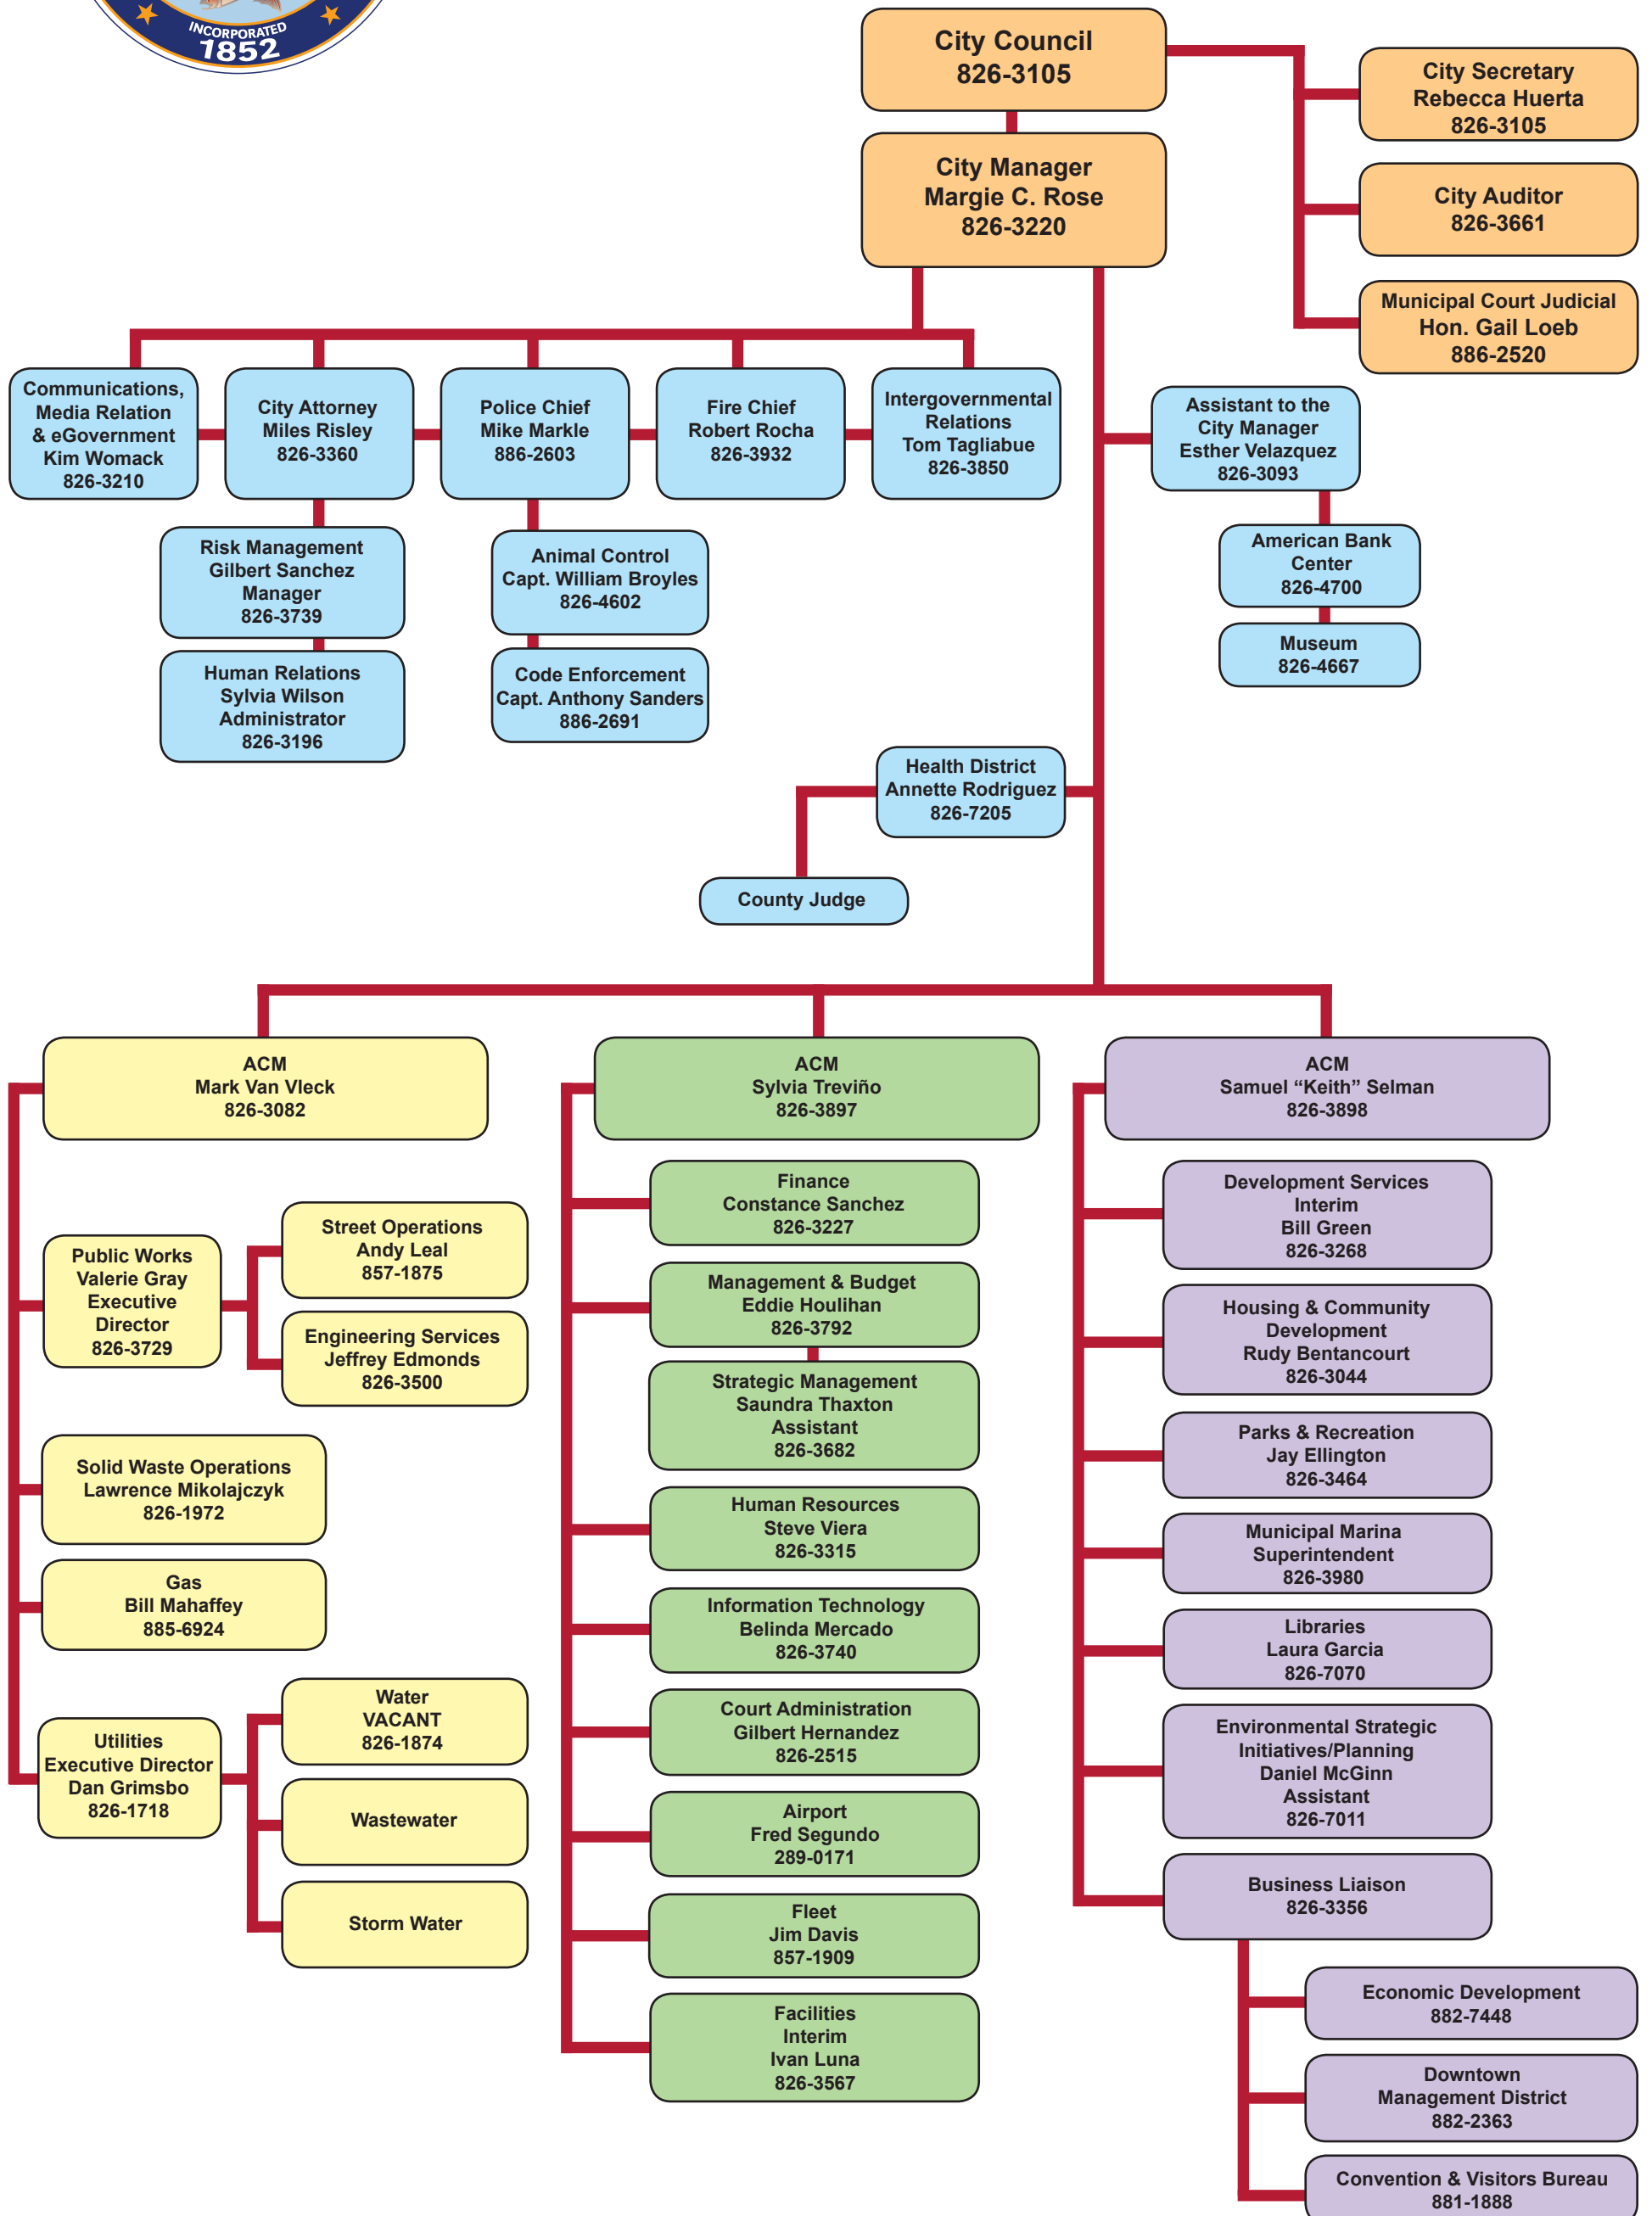 INCORPORATED
1852
City Council
826-3105
City Secretary
Rebecca Huerta
826-3105
City Manager
Margie C. Rose
826-3220
City Auditor
826-3661
Municipal Court Judicial
Hon. Gail Loeb
886-2520
Communications,
Media Relation
& eGovernment
Kim Womack
826-3210
City Attorney
Miles Risley
826-3360
Police Chief
Mike Markle
886-2603
Fire Chief
Robert Rocha
826-3932
Intergovernmental
Relations
Tom Tagliabue
826-3850
Assistant to the
City Manager
Esther Velazquez
826-3093
Risk Management
Gilbert Sanchez
Manager
826-3739
Human Relations
Sylvia Wilson
Administrator
826-3196
Animal Control
Capt. William Broyles
826-4602
Code Enforcement
Capt. Anthony Sanders
886-2691
American Bank
Center
826-4700
Museum
826-4667
Health District
Annette Rodriguez
826-7205
County Judge
ACM
Mark Van Vleck
826-3082
Public Works
Valerie Gray
Executive
Director
826-3729
Street Operations
Andy Leal
857-1875
Engineering Services
Jeffrey Edmonds
826-3500
Solid Waste Operations
Lawrence Mikolajczyk
826-1972
Gas
Bill Mahaffey
885-6924
Utilities
Executive Director
Dan Grimsbo
826-1718
Water
VACANT
826-1874
Wastewater
Storm Water
ACM
Sylvia Treviño
826-3897
Finance
Constance Sanchez
826-3227
Management & Budget
Eddie Houlihan
826-3792
Strategic Management
Saundra Thaxton
Assistant
826-3682
Human Resources
Steve Viera
826-3315
Information Technology
Belinda Mercado
826-3740
Court Administration
Gilbert Hernandez
826-2515
Airport
Fred Segundo
289-0171
Fleet
Jim Davis
857-1909
Facilities
Interim
Ivan Luna
826-3567
ACM
Samuel “Keith” Selman
826-3898
Development Services
Interim
Bill Green
826-3268
Housing & Community
Development
Rudy Bentancourt
826-3044
Parks & Recreation
Jay Ellington
826-3464
Municipal Marina
Superintendent
826-3980
Libraries
Laura Garcia
826-7070
Environmental Strategic
Initiatives/Planning
Daniel McGinn
Assistant
826-7011
Business Liaison
826-3356
Economic Development
882-7448
Downtown
Management District
882-2363
Convention & Visitors Bureau
881-1888